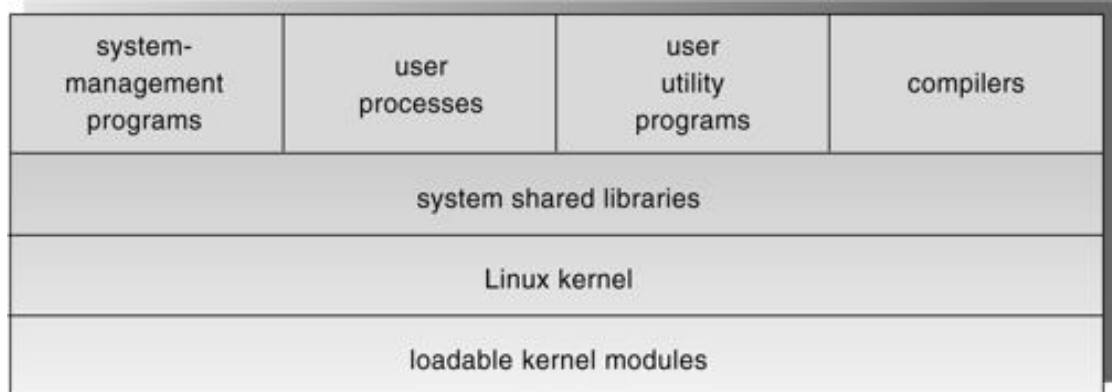 system-
management
programs
user
processes
user
utility
programs
compilers
system shared libraries
Linux kernel
loadable kernel modules